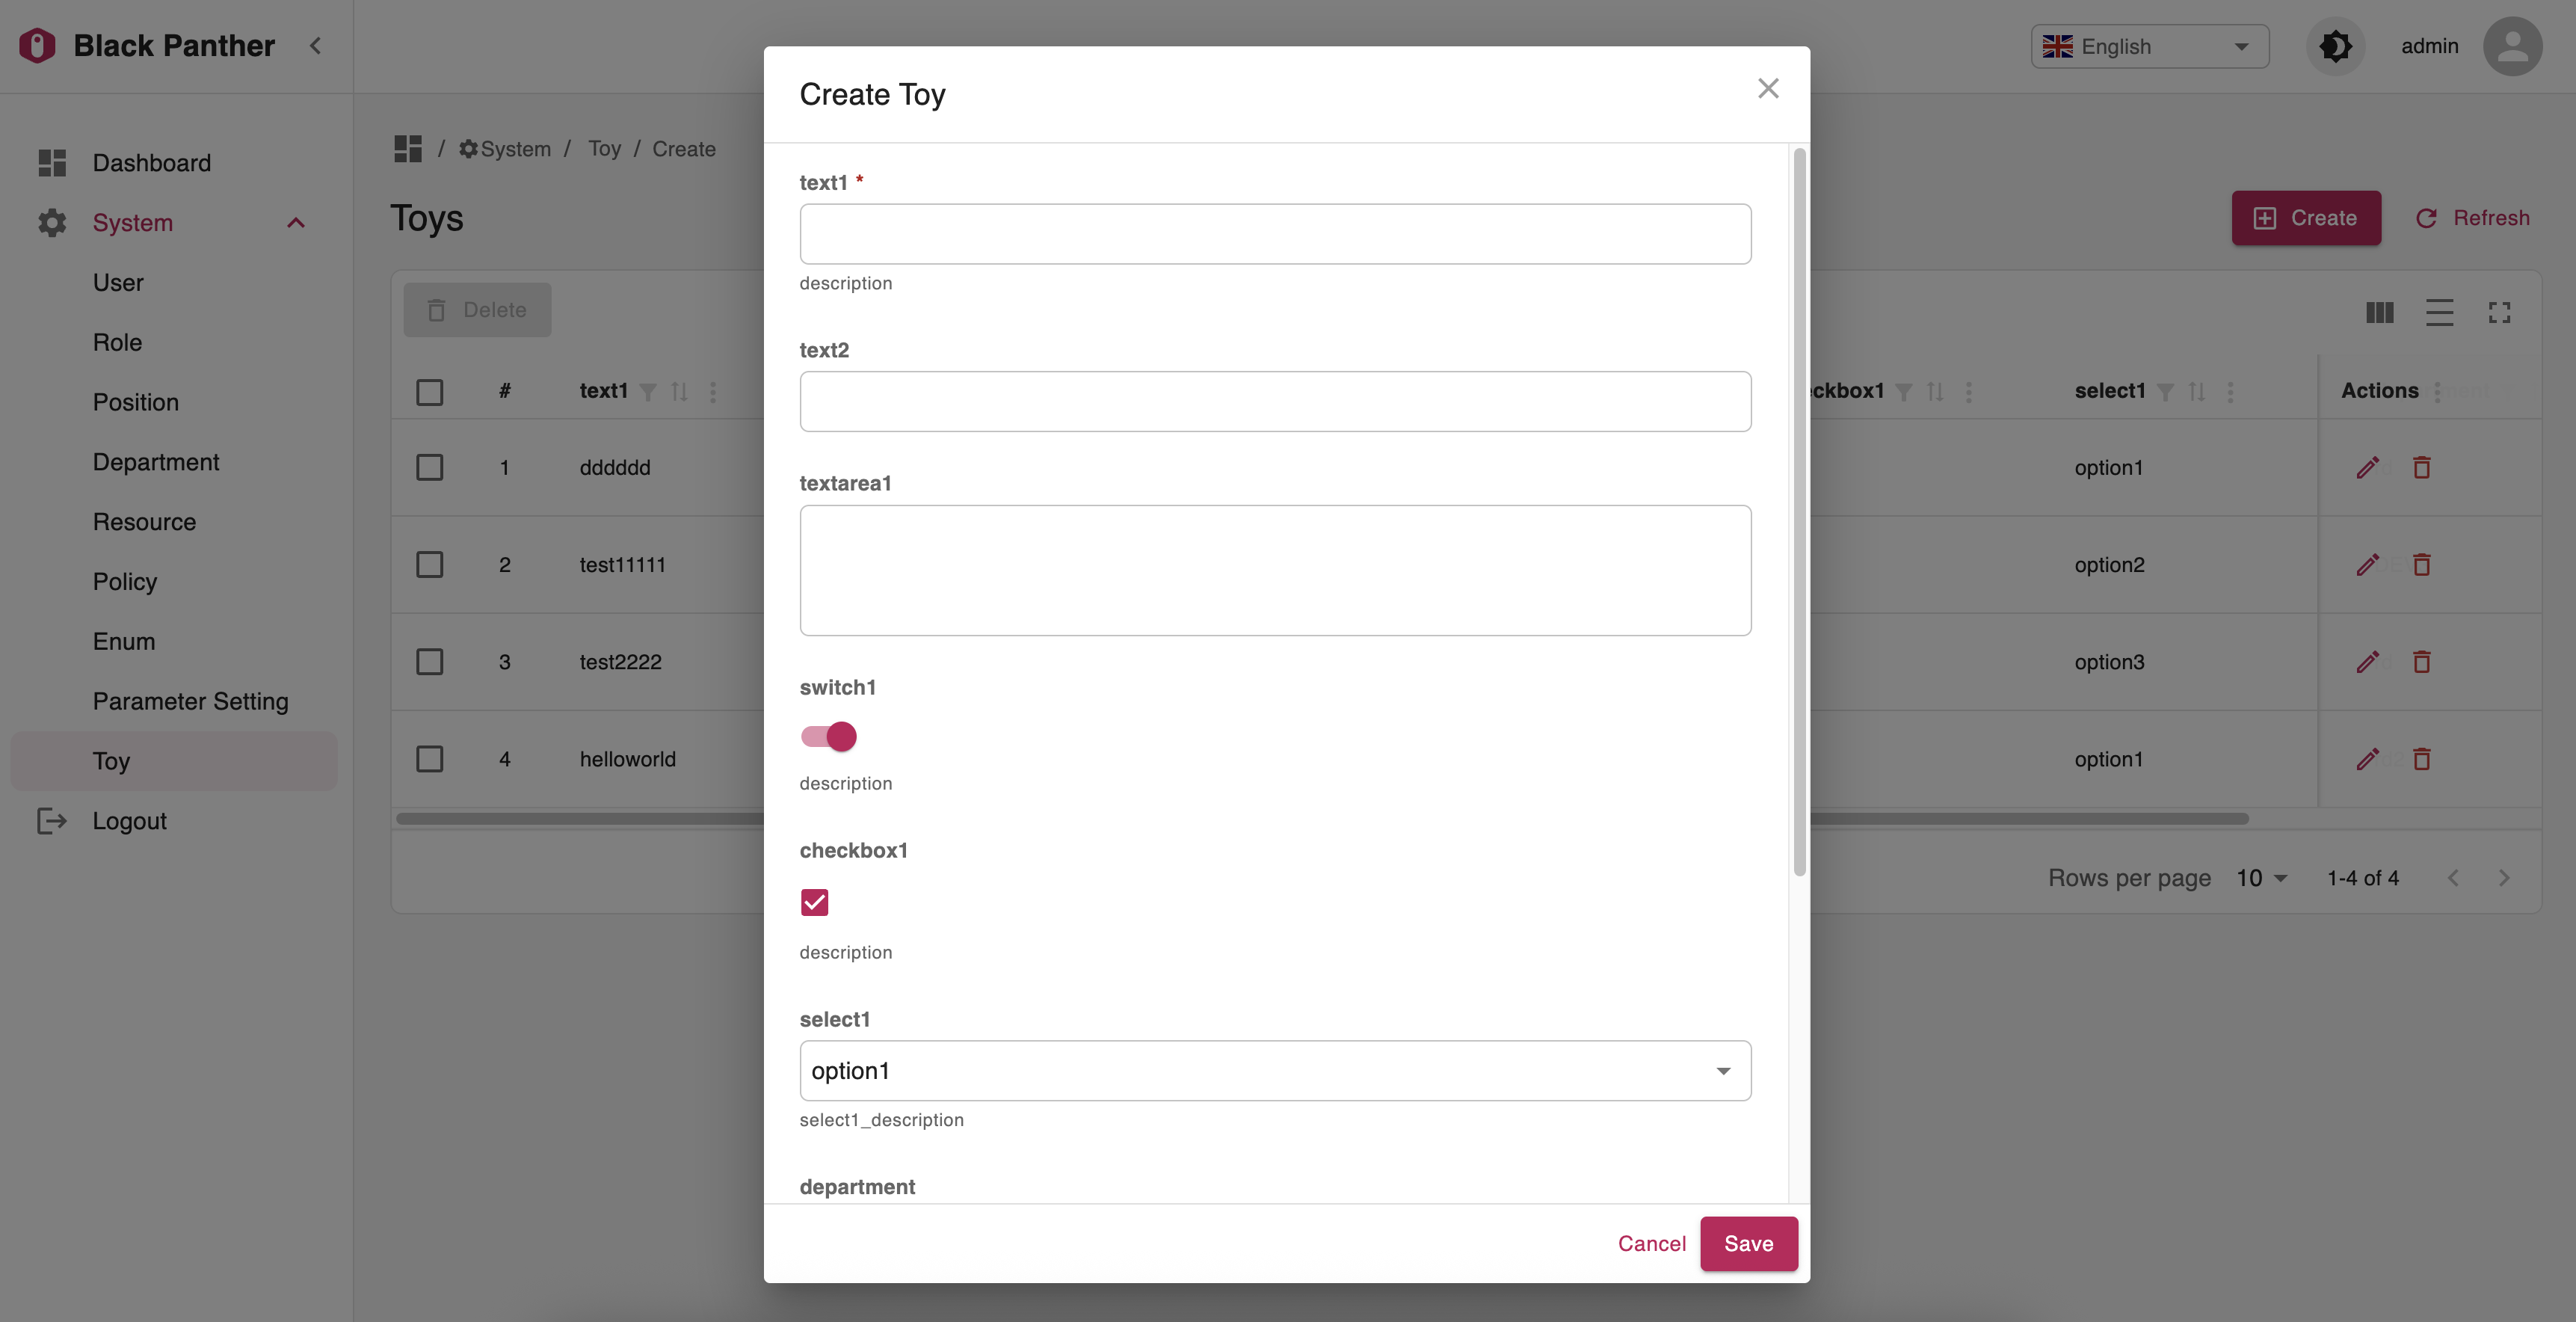 Black Panther
English
admin
Dashboard
System
User
Role
Position
Department
Resource
Policy
Enum
Parameter Setting
Toy
Logout
/ System / Toy / Create
Toys
Create
Refresh
Delete
# text1
select1 Actions
1 dddddd option1
2 test11111 option2
3 test2222 option3
4 helloworld option1
Rows per page 10 1-4 of 4
Create Toy
text1 *
description
text2
textarea1
switch1
description
checkbox1
description
select1
option1
select1_description
department
Cancel
Save